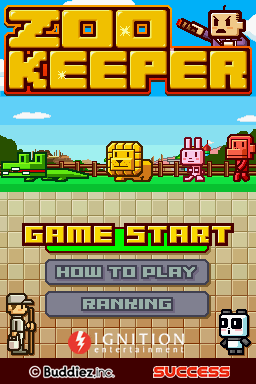 ZOO
KEEPER
GAME START
HOW TO PLAY
RANKING
IGNITION
entertainment
© Buddiez,Inc. SUCCESS